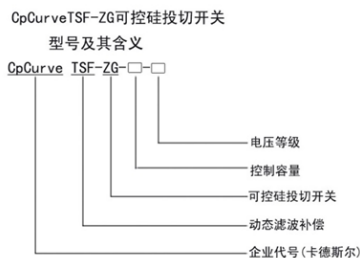 CpCurveTSF-ZG可控硅投切开关
型号及其含义
CpCurve TSF-ZG-□-□
电压等级
控制容量
可控硅投切开关
动态滤波补偿
企业代号(卡德斯尔)